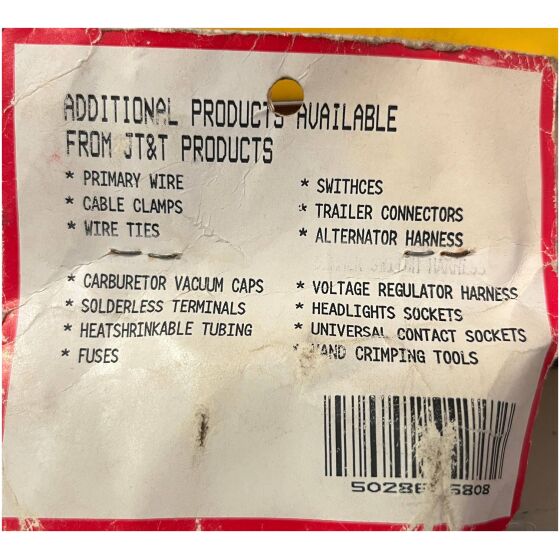 ADDITIONAL PRODUCTS AVAILABLE
FROM JT&T PRODUCTS
* PRIMARY WIRE
* CABLE CLAMPS
* WIRE TIES
* CARBURETOR VACUUM CAPS
* SOLDERLESS TERMINALS
* HEATSHRINKABLE TUBING
* FUSES
* SWITHCES
* TRAILER CONNECTORS
* ALTERNATOR HARNESS
* VOLTAGE REGULATOR HARNESS
* HEADLIGHTS SOCKETS
* UNIVERSAL CONTACT SOCKETS
* HAND CRIMPING TOOLS